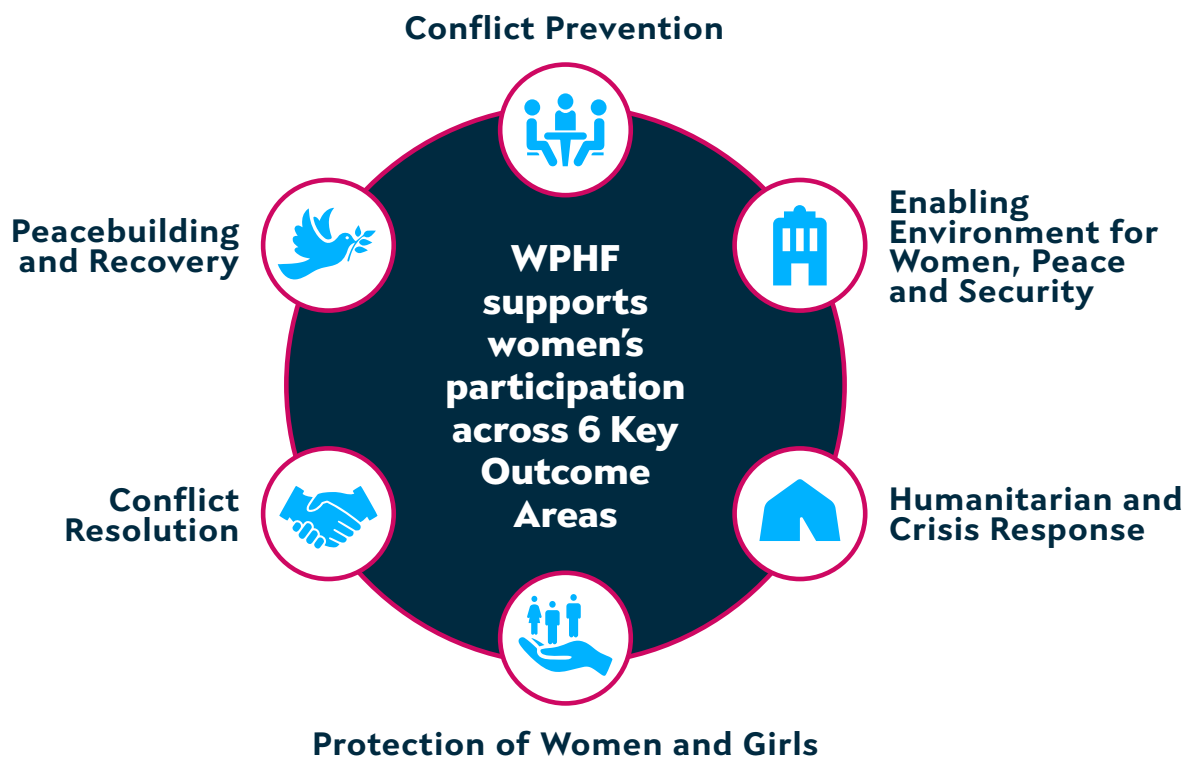 Conflict Prevention
Enabling
Environment for
Women, Peace
and Security
Peacebuilding
and Recovery
WPHF
supports
women's
participation
across 6 Key
Outcome
Areas
Conflict
Resolution
Humanitarian and
Crisis Response
Protection of Women and Girls